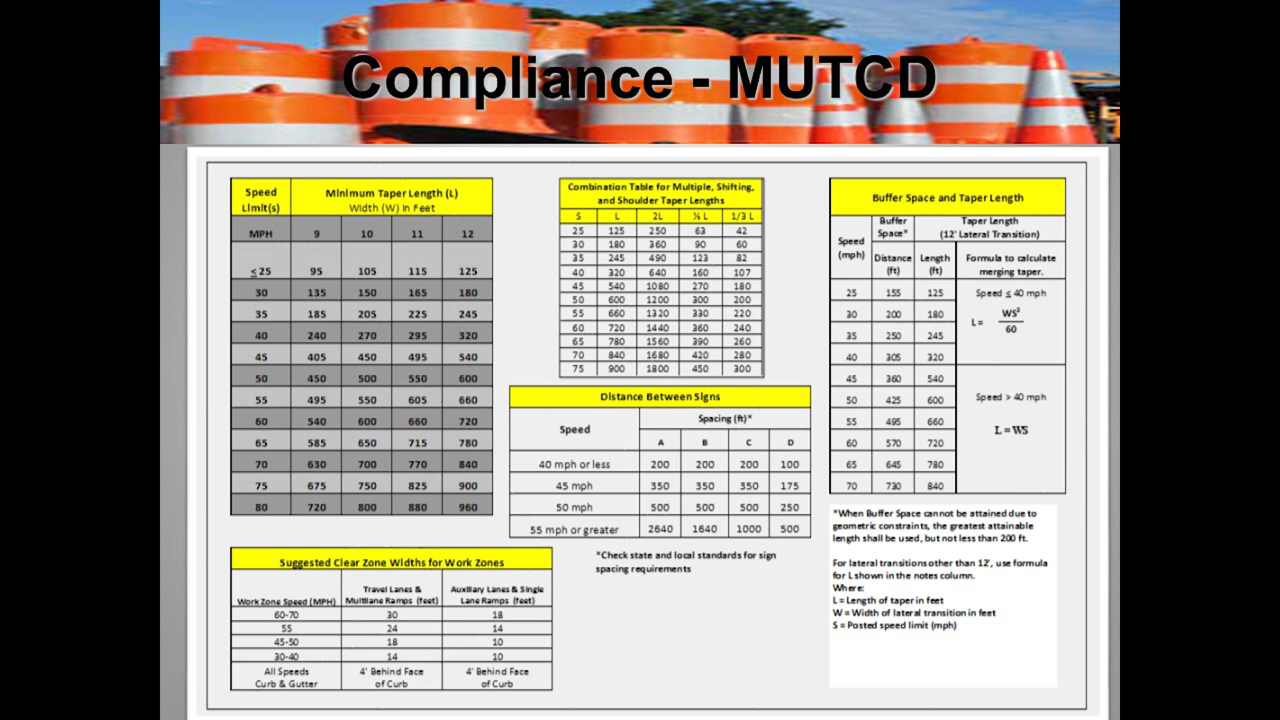 Compliance - MUTCD
Speed Limit(s) Minimum Taper Length (L)
Width (W) in Feet
MPH 9 10 11 12
≤ 25 95 105 115 125
30 135 150 165 180
35 185 205 225 245
40 240 270 295 320
45 405 450 495 540
50 450 500 550 600
55 495 550 605 660
60 540 600 660 720
65 585 650 715 780
70 630 700 770 840
75 675 750 825 900
80 720 800 880 960
Suggested Clear Zone Widths for Work Zones
Work Zone Speed (MPH) Travel Lanes & Multilane Ramps (feet) Auxiliary Lanes & Single Lane Ramps (feet)
60-70 30 18
55 24 14
45-50 18 10
30-40 14 10
All Speeds Curb & Gutter 4' Behind Face of Curb 4' Behind Face of Curb
Combination Table for Multiple, Shifting,
and Shoulder Taper Lengths
S L 2L ½ L 1/3 L
25 125 250 63 42
30 180 360 90 60
35 245 490 123 82
40 320 640 160 107
45 540 1080 270 180
50 600 1200 300 200
55 660 1320 330 220
60 720 1440 360 240
65 780 1560 390 260
70 840 1680 420 280
75 900 1800 450 300
Distance Between Signs
Speed Spacing (ft)*
A B C D
40 mph or less 200 200 200 100
45 mph 350 350 350 175
50 mph 500 500 500 250
55 mph or greater 2640 1640 1000 500
*Check state and local standards for sign
spacing requirements
Buffer Space and Taper Length
Speed (mph) Buffer Space* Taper Length (12' Lateral Transition)
Distance (ft) Length (ft) Formula to calculate merging taper.
25 155 125
30 200 180
35 250 245
40 305 320
Speed ≤ 40 mph
L = WS²
60
45 360 540
50 425 600
55 495 660
60 570 720
65 645 780
70 730 840
Speed > 40 mph
L = WS
*When Buffer Space cannot be attained due to
geometric constraints, the greatest attainable
length shall be used, but not less than 200 ft.
For lateral transitions other than 12', use formula
for L shown in the notes column.
Where:
L = Length of taper in feet
W = Width of lateral transition in feet
S = Posted speed limit (mph)